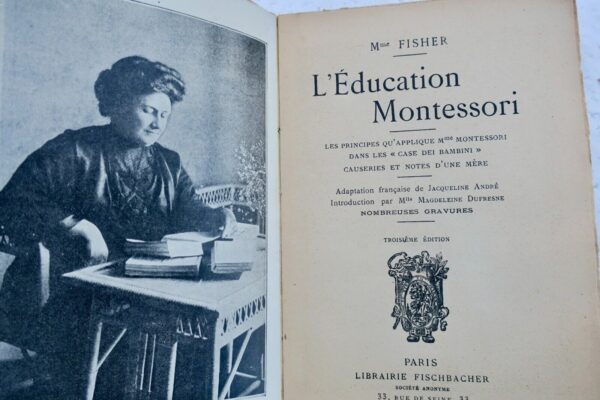 Mme FISHER
L'Éducation
Montessori
LES PRINCIPES QU'APPLIQUE Mme MONTESSORI
DANS LES « CASE DEI BAMBINI »
CAUSERIES ET NOTES D'UNE MÈRE
Adaptation française de JACQUELINE ANDRÉ
Introduction par Mlle MAGDELEINE DUFRESNE
NOMBREUSES GRAVURES
TROISIÈME ÉDITION
PARIS
LIBRAIRIE FISCHBACHER
SOCIÉTÉ ANONYME
33, RUE DE SEINE, 33